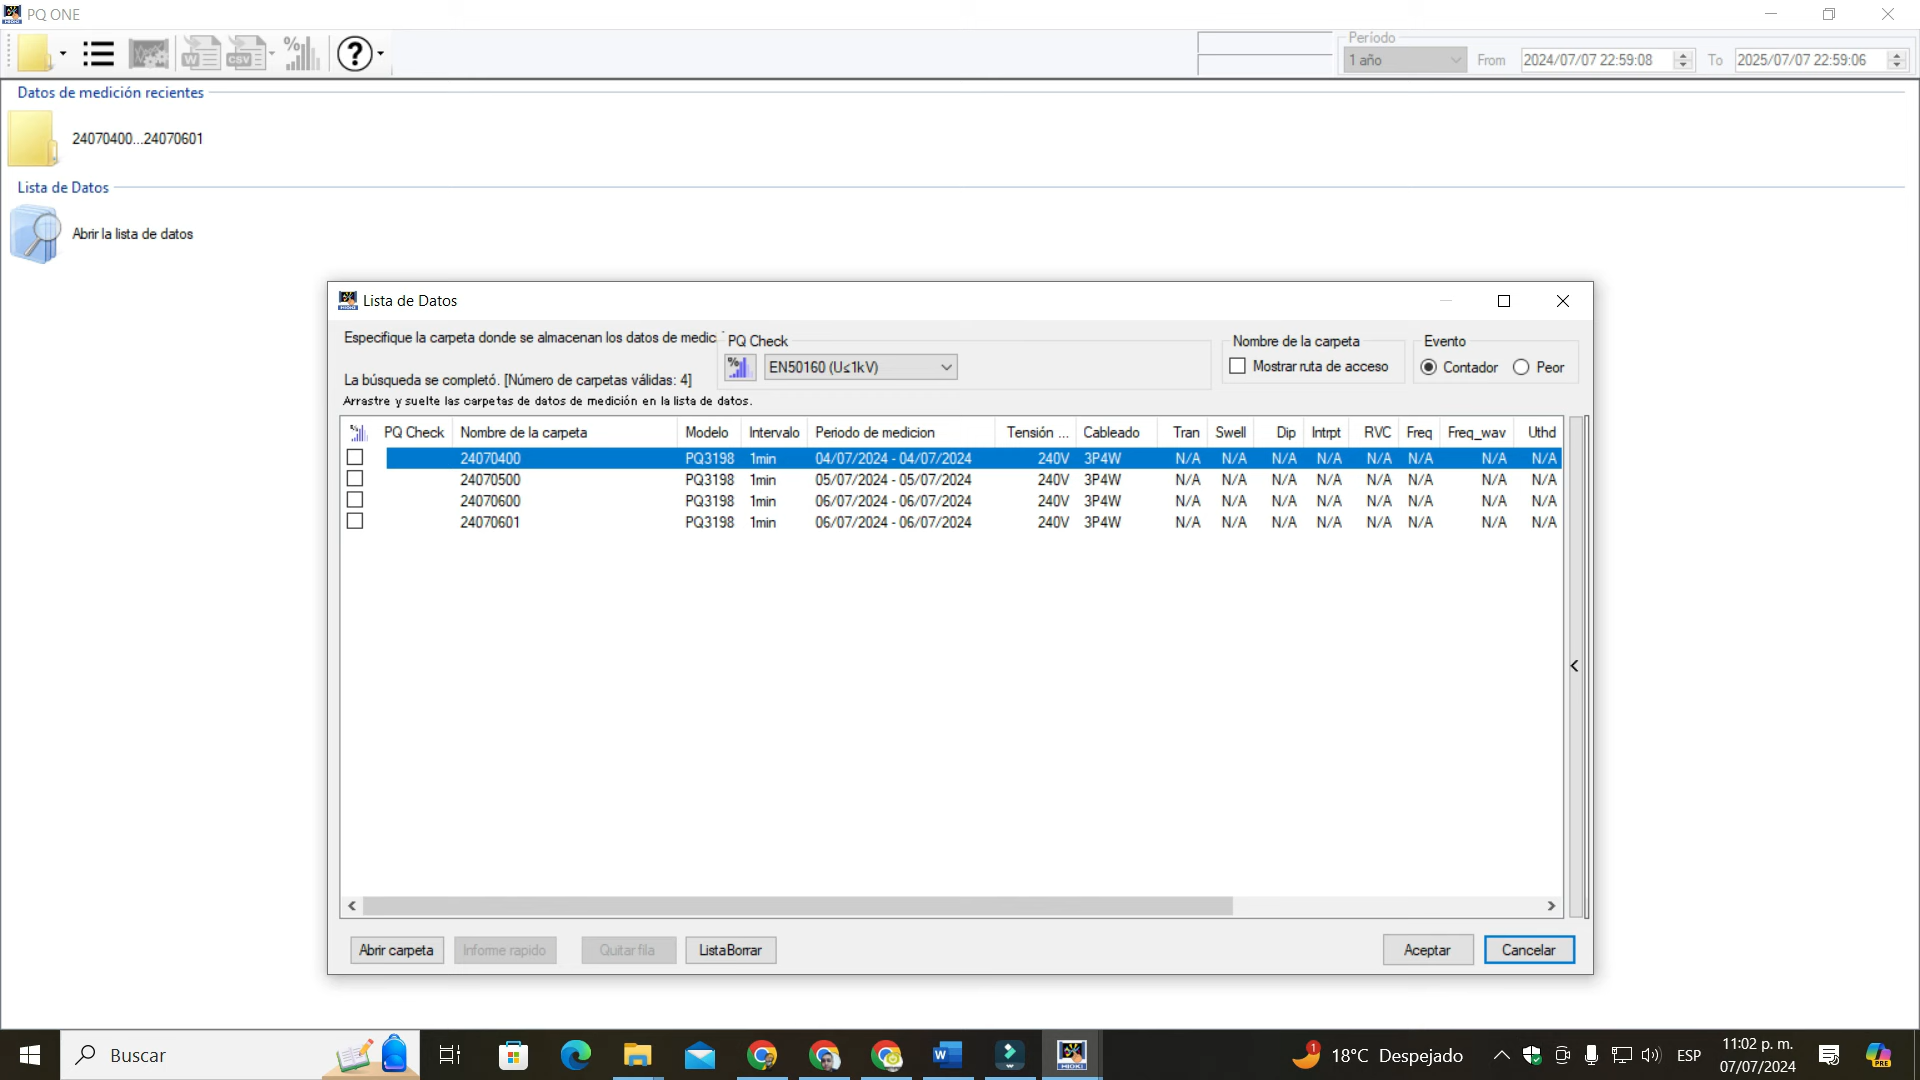 PQ ONE
Período
1 año
From
2024/07/07 22:59:08
To
2025/07/07 22:59:06
Datos de medición recientes
24070400...24070601
Lista de Datos
Abrir la lista de datos
Lista de Datos
Especifique la carpeta donde se almacenan los datos de medic
La búsqueda se completó. [Número de carpetas válidas: 4]
Arrastre y suelte las carpetas de datos de medición en la lista de datos.
PQ Check
EN50160 (U≤1kV)
Nombre de la carpeta
Mostrar ruta de acceso
Evento
Contador Peor
PQ Check Nombre de la carpeta Modelo Intervalo Periodo de medicion Tensión ... Cableado Tran Swell Dip Intrpt RVC Freq Freq_wav Uthd
24070400 PQ3198 1min 04/07/2024 - 04/07/2024 240V 3P4W N/A N/A N/A N/A N/A N/A N/A N/A
24070500 PQ3198 1min 05/07/2024 - 05/07/2024 240V 3P4W N/A N/A N/A N/A N/A N/A N/A N/A
24070600 PQ3198 1min 06/07/2024 - 06/07/2024 240V 3P4W N/A N/A N/A N/A N/A N/A N/A N/A
24070601 PQ3198 1min 06/07/2024 - 06/07/2024 240V 3P4W N/A N/A N/A N/A N/A N/A N/A N/A
Abrir carpeta Informe rapido Quitar fila ListaBorrar Aceptar Cancelar
Buscar
HIOKI
1
18°C Despejado
ESP
11:02 p. m.
07/07/2024
PRE